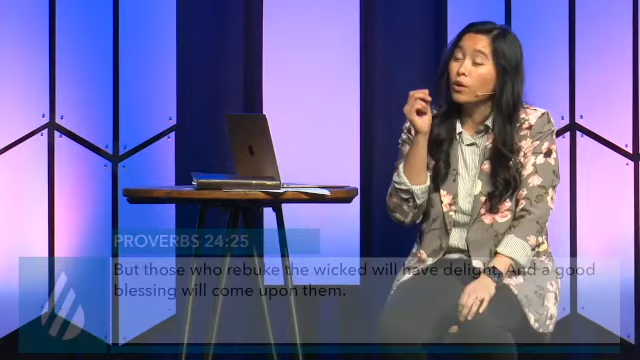 PROVERBS 24:25
But those who rebuke the wicked will have delight, And a good
blessing will come upon them.